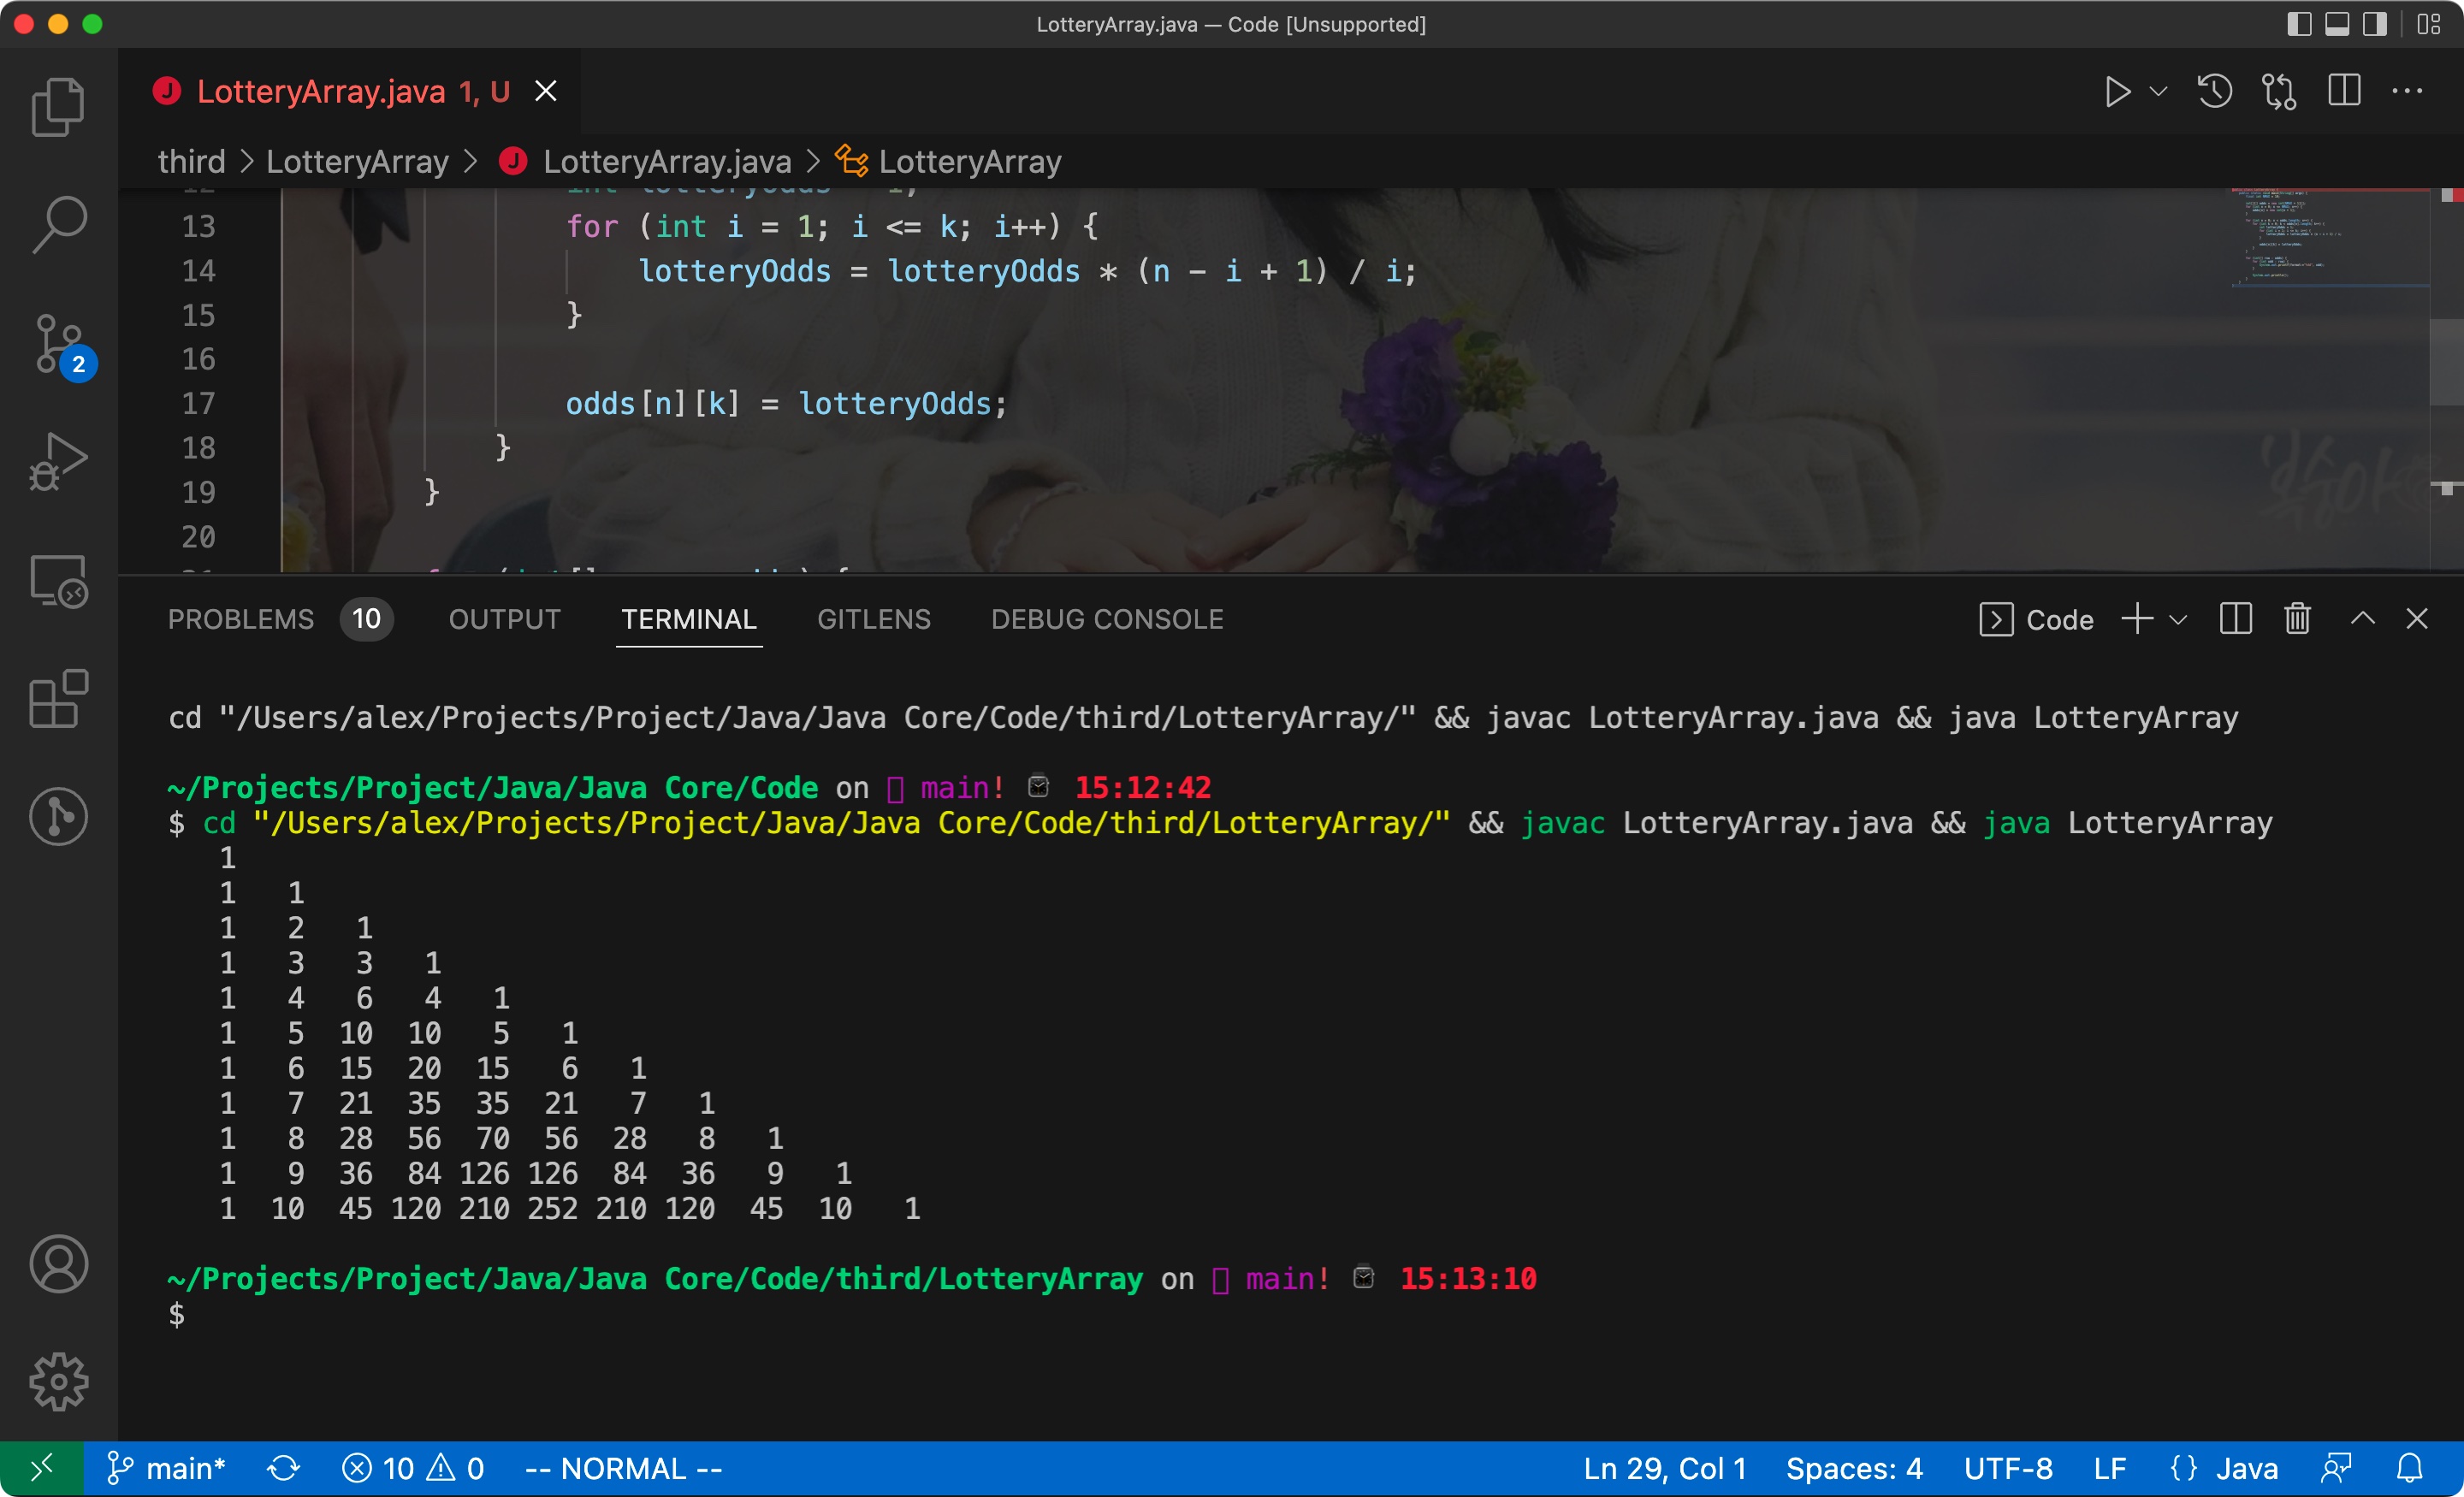 LotteryArray.java — Code [Unsupported]
LotteryArray.java 1, U
third > LotteryArray > LotteryArray.java > LotteryArray
13 for (int i = 1; i <= k; i++) {
14 lotteryOdds = lotteryOdds * (n - i + 1) / i;
15 }
16
17 odds[n][k] = lotteryOdds;
18 }
19 }
20
2
PROBLEMS 10 OUTPUT TERMINAL GITLENS DEBUG CONSOLE Code
cd "/Users/alex/Projects/Project/Java/Java Core/Code/third/LotteryArray/" && javac LotteryArray.java && java LotteryArray
~/Projects/Project/Java/Java Core/Code on main! 15:12:42
$ cd "/Users/alex/Projects/Project/Java/Java Core/Code/third/LotteryArray/" && javac LotteryArray.java && java LotteryArray
1
1 1
1 2 1
1 3 3 1
1 4 6 4 1
1 5 10 10 5 1
1 6 15 20 15 6 1
1 7 21 35 35 21 7 1
1 8 28 56 70 56 28 8 1
1 9 36 84 126 126 84 36 9 1
1 10 45 120 210 252 210 120 45 10 1
~/Projects/Project/Java/Java Core/Code/third/LotteryArray on main! 15:13:10
$
main* 10 0 -- NORMAL -- Ln 29, Col 1 Spaces: 4 UTF-8 LF {} Java